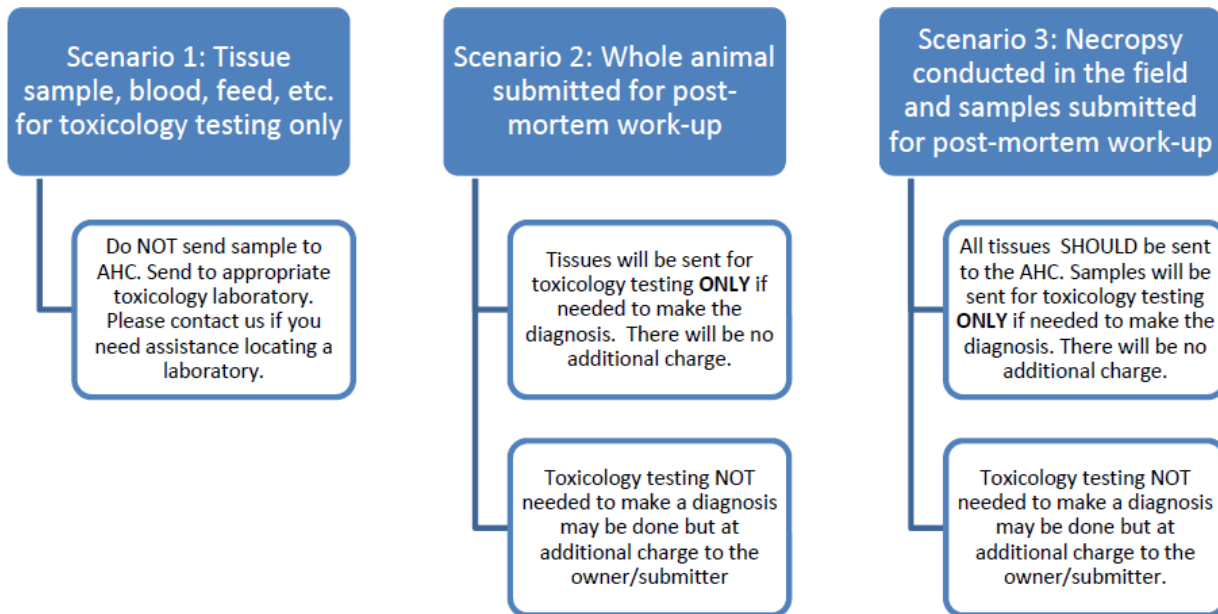 Scenario 1: Tissue
sample, blood, feed, etc.
for toxicology testing only
Do NOT send sample to
AHC. Send to appropriate
toxicology laboratory.
Please contact us if you
need assistance locating a
laboratory.
Scenario 2: Whole animal
submitted for post-
mortem work-up
Tissues will be sent for
toxicology testing ONLY if
needed to make the
diagnosis. There will be no
additional charge.
Toxicology testing NOT
needed to make a diagnosis
may be done but at
additional charge to the
owner/submitter
Scenario 3: Necropsy
conducted in the field
and samples submitted
for post-mortem work-up
All tissues SHOULD be sent
to the AHC. Samples will be
sent for toxicology testing
ONLY if needed to make the
diagnosis. There will be no
additional charge.
Toxicology testing NOT
needed to make a diagnosis
may be done but at
additional charge to the
owner/submitter.